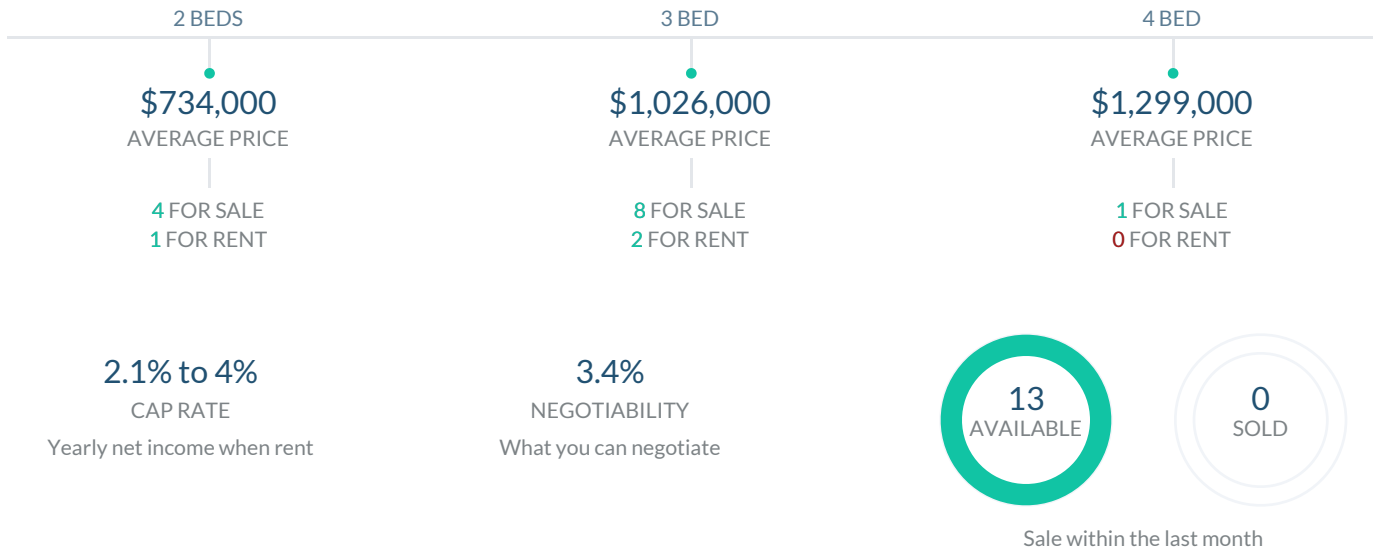 2 BEDS
$734,000
AVERAGE PRICE
4 FOR SALE
1 FOR RENT
3 BED
$1,026,000
AVERAGE PRICE
8 FOR SALE
2 FOR RENT
4 BED
$1,299,000
AVERAGE PRICE
1 FOR SALE
0 FOR RENT
2.1% to 4%
CAP RATE
Yearly net income when rent
3.4%
NEGOTIABILITY
What you can negotiate
13
AVAILABLE
0
SOLD
Sale within the last month